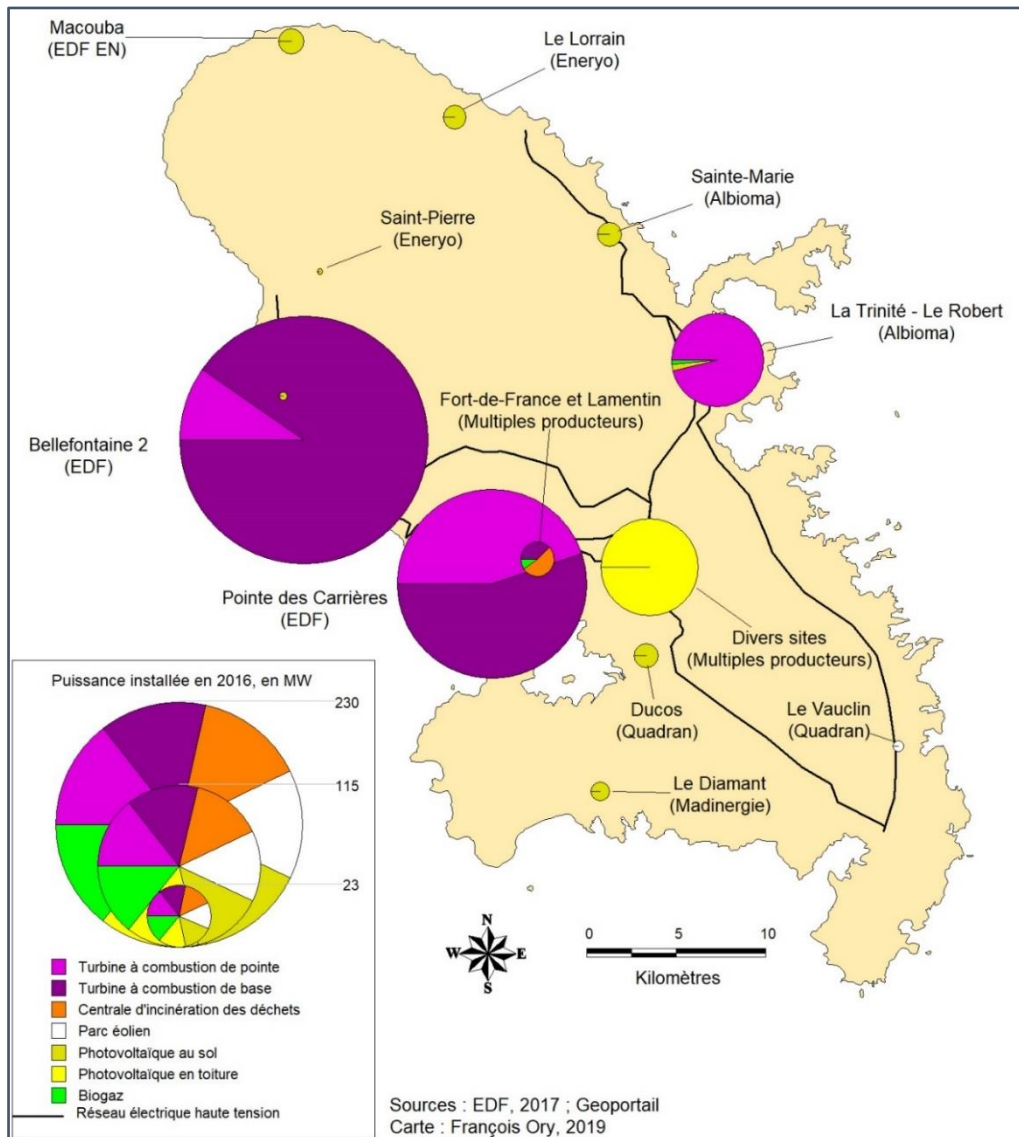 Macouba
(EDF EN)
Le Lorrain
(Eneryo)
Sainte-Marie
(Albioma)
Saint-Pierre
(Eneryo)
La Trinité - Le Robert
(Albioma)
Fort-de-France et Lamentin
(Multiples producteurs)
Bellefontaine 2
(EDF)
Pointe des Carrières
(EDF)
Divers sites
(Multiples producteurs)
Ducos
(Quadran)
Le Vauclin
(Quadran)
Le Diamant
(Madinergie)
Puissance installée en 2016, en MW
230
115
23
Turbine à combustion de pointe
Turbine à combustion de base
Centrale d'incinération des déchets
Parc éolien
Photovoltaïque au sol
Photovoltaïque en toiture
Biogaz
Réseau électrique haute tension
N
W E
S
0 5 10
Kilomètres
Sources : EDF, 2017 ; Geoportail
Carte : François Ory, 2019